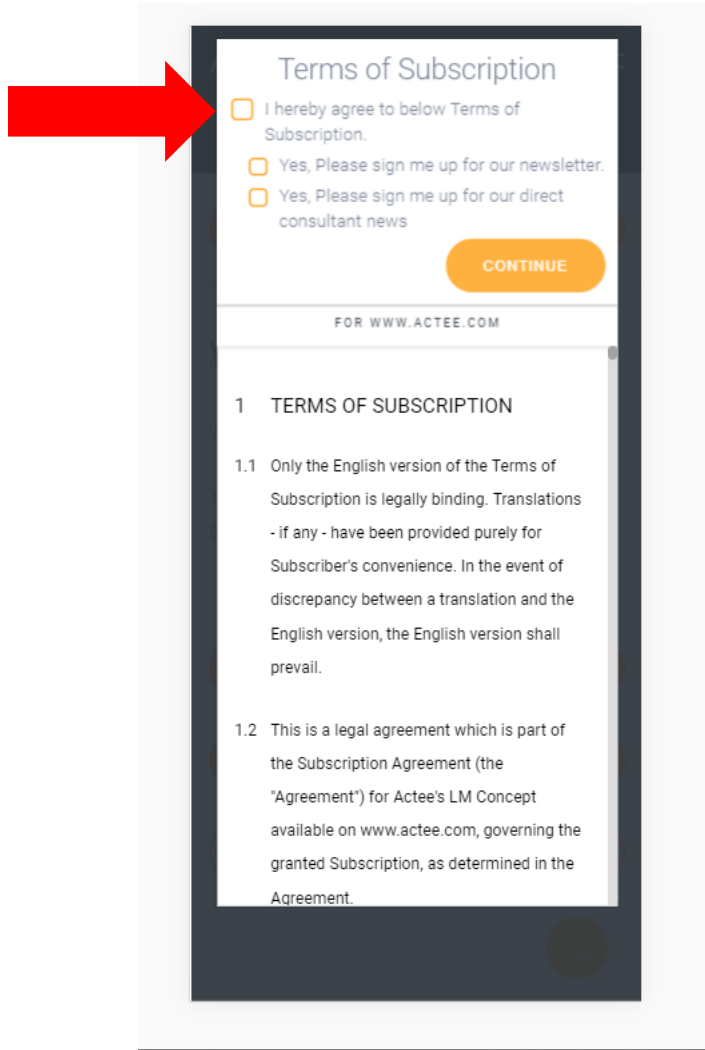 Terms of Subscription
I hereby agree to below Terms of
Subscription.
Yes, Please sign me up for our newsletter.
Yes, Please sign me up for our direct
consultant news
CONTINUE
FOR WWW.ACTEE.COM
1 TERMS OF SUBSCRIPTION
1.1 Only the English version of the Terms of
Subscription is legally binding. Translations
- if any - have been provided purely for
Subscriber's convenience. In the event of
discrepancy between a translation and the
English version, the English version shall
prevail.
1.2 This is a legal agreement which is part of
the Subscription Agreement (the
"Agreement") for Actee's LM Concept
available on www.actee.com, governing the
granted Subscription, as determined in the
Agreement.